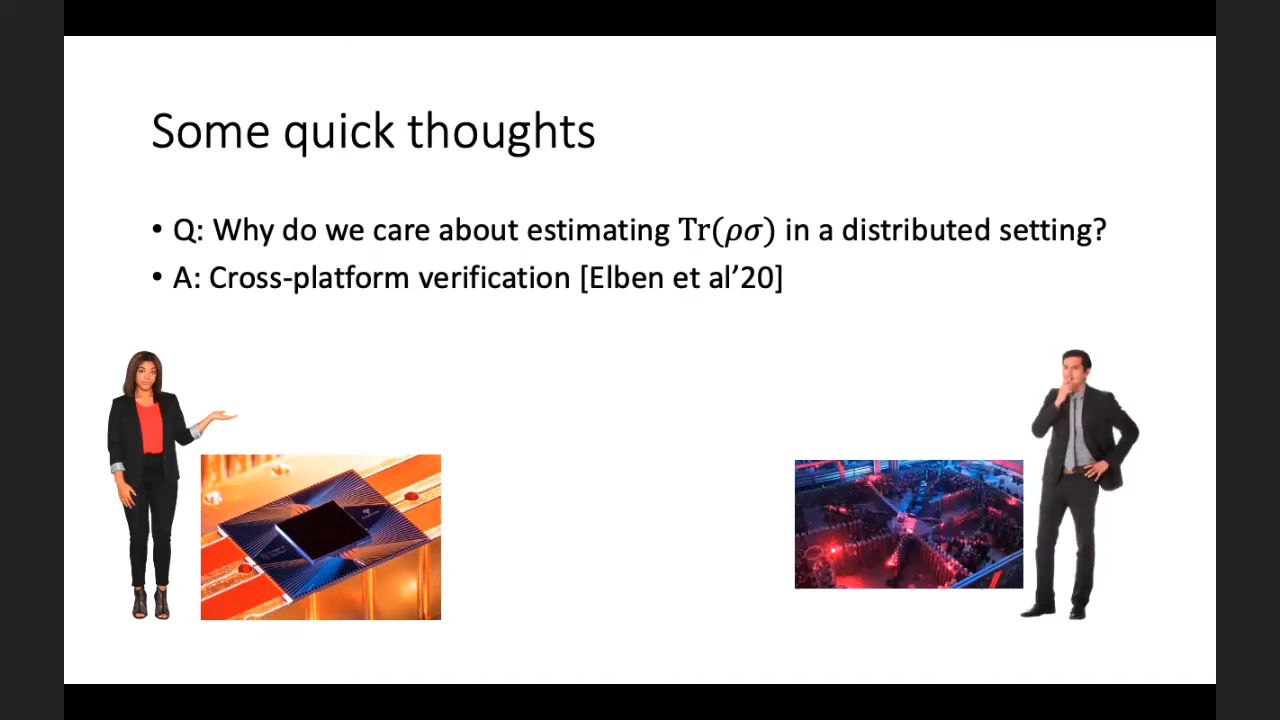 Some quick thoughts
• Q: Why do we care about estimating Tr(𝜌𝜎) in a distributed setting?
• A: Cross-platform verification [Elben et al’20]